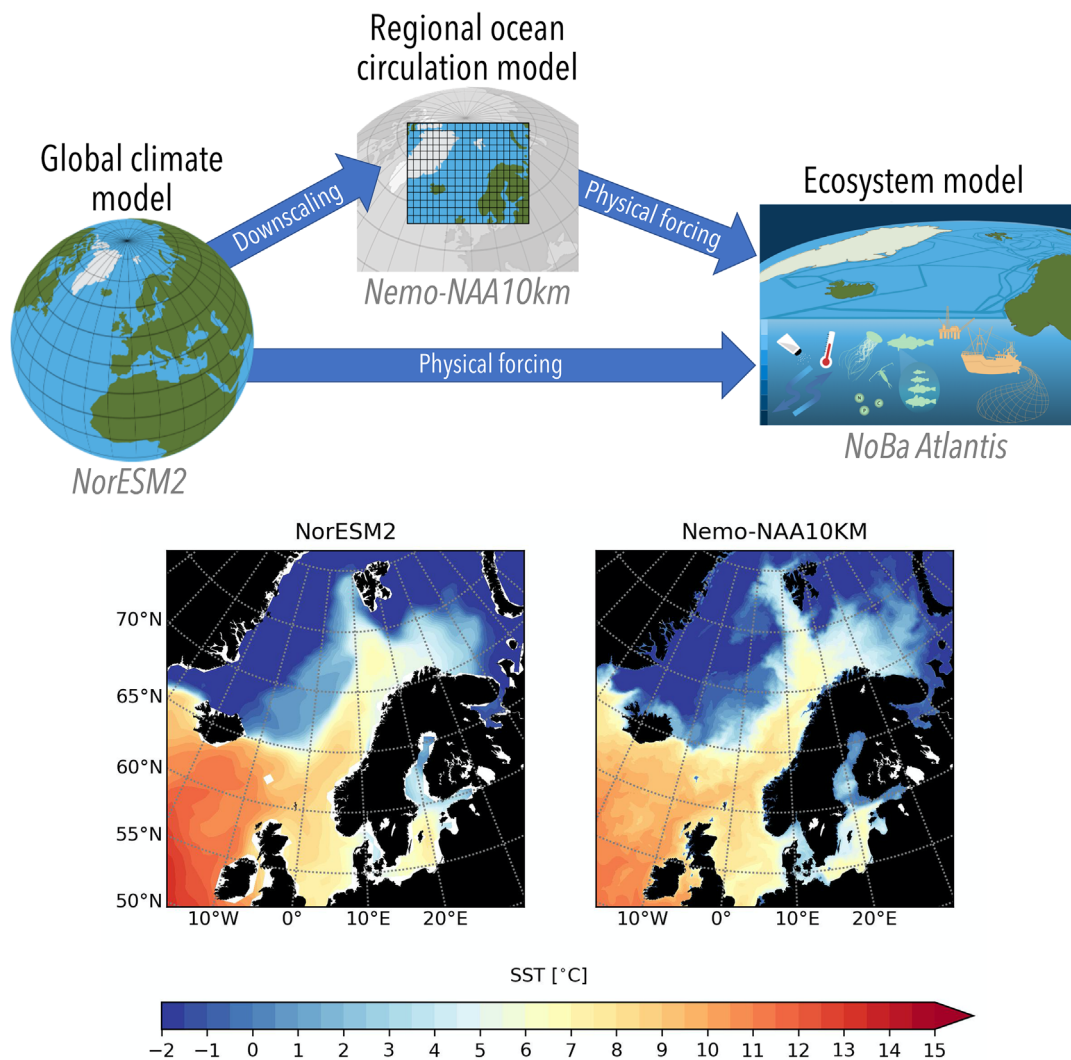 Regional ocean
circulation model
Global climate
model
Ecosystem model
Downscaling
Physical forcing
Nemo-NAA10km
Physical forcing
NorESM2
NoBa Atlantis
N
C
P
NorESM2
Nemo-NAA10KM
70°N
65°N
60°N
55°N
50°N
10°W 0° 10°E 20°E
10°W 0° 10°E 20°E
SST [°C]
−2 −1 0 1 2 3 4 5 6 7 8 9 10 11 12 13 14 15